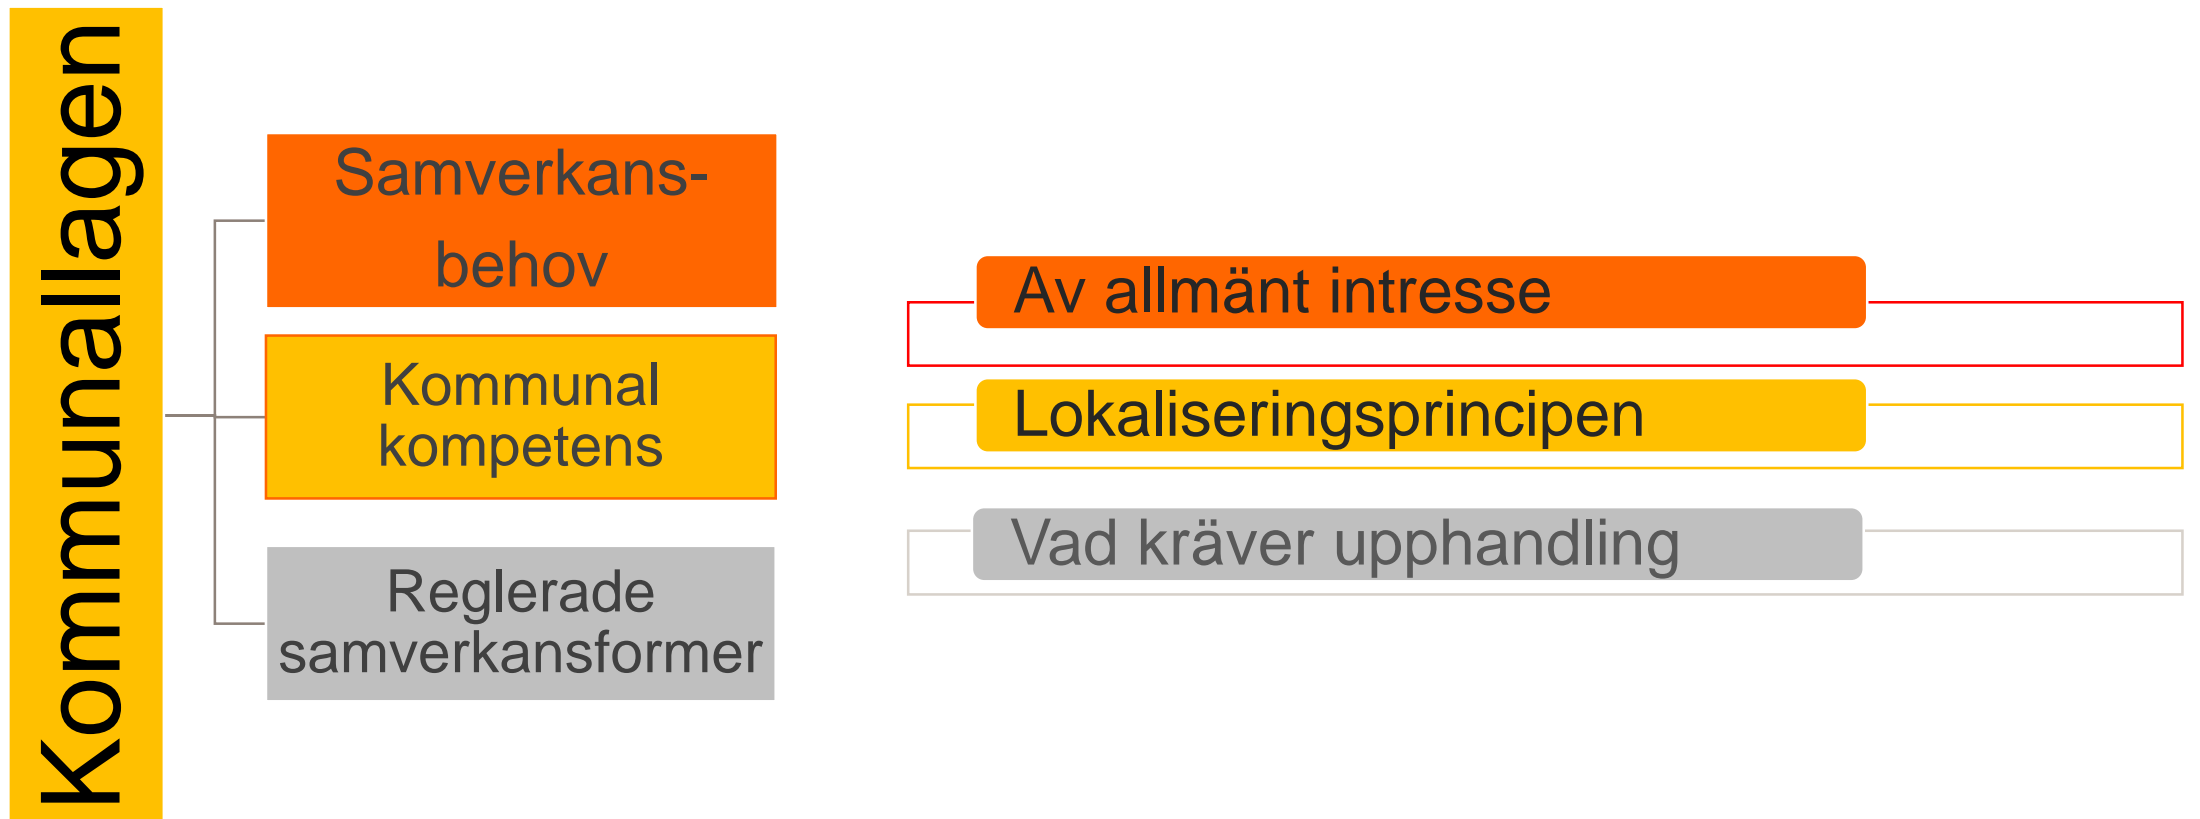 Kommunallagen
Samverkans-
behov
Kommunal
kompetens
Reglerade
samverkansformer
Av allmänt intresse
Lokaliseringsprincipen
Vad kräver upphandling